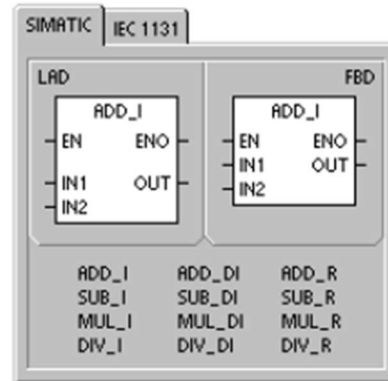 SIMATIC IEC 1131
LAD FBD
ADD_I ADD_I
EN ENO EN ENO
IN1 OUT IN1 OUT
IN2 IN2
ADD_I ADD_DI ADD_R
SUB_I SUB_DI SUB_R
MUL_I MUL_DI MUL_R
DIV_I DIV_DI DIV_R